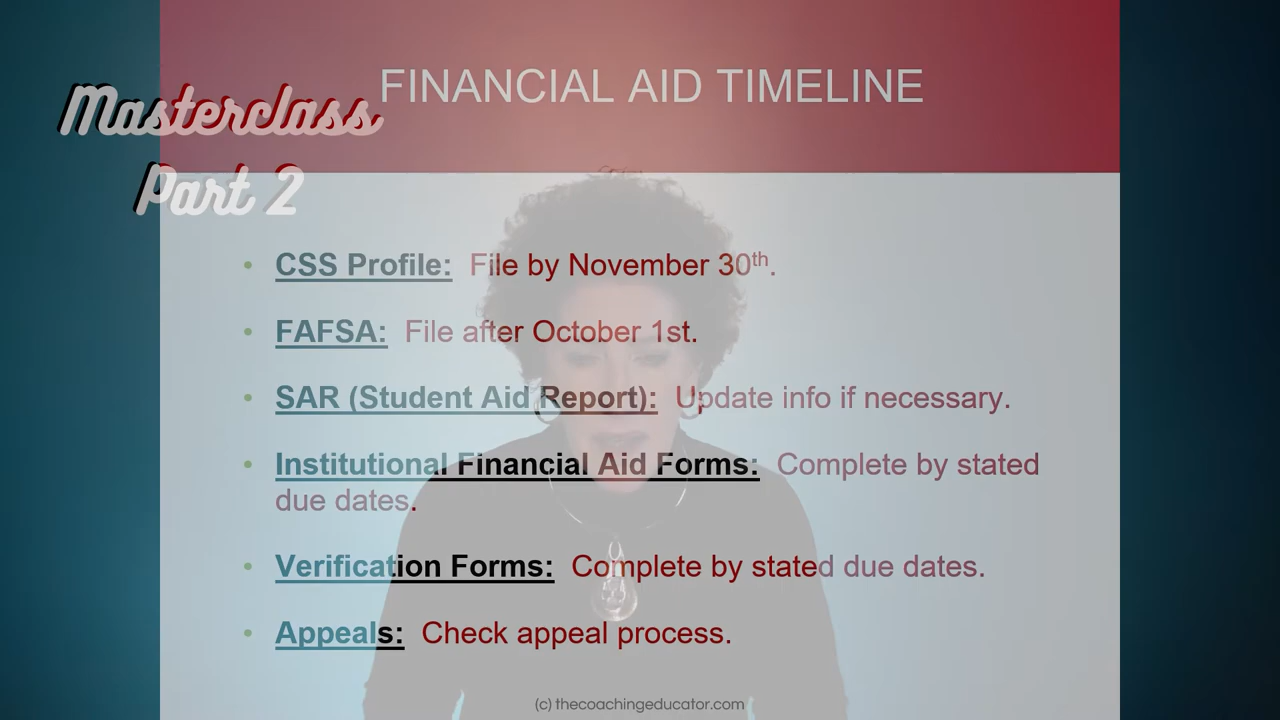 FINANCIAL AID TIMELINE
Masterclass
Part 2
• CSS Profile: File by November 30th.
• FAFSA: File after October 1st.
• SAR (Student Aid Report): Update info if necessary.
• Institutional Financial Aid Forms: Complete by stated
due dates.
• Verification Forms: Complete by stated due dates.
• Appeals: Check appeal process.
(c) thecoachingeducator.com